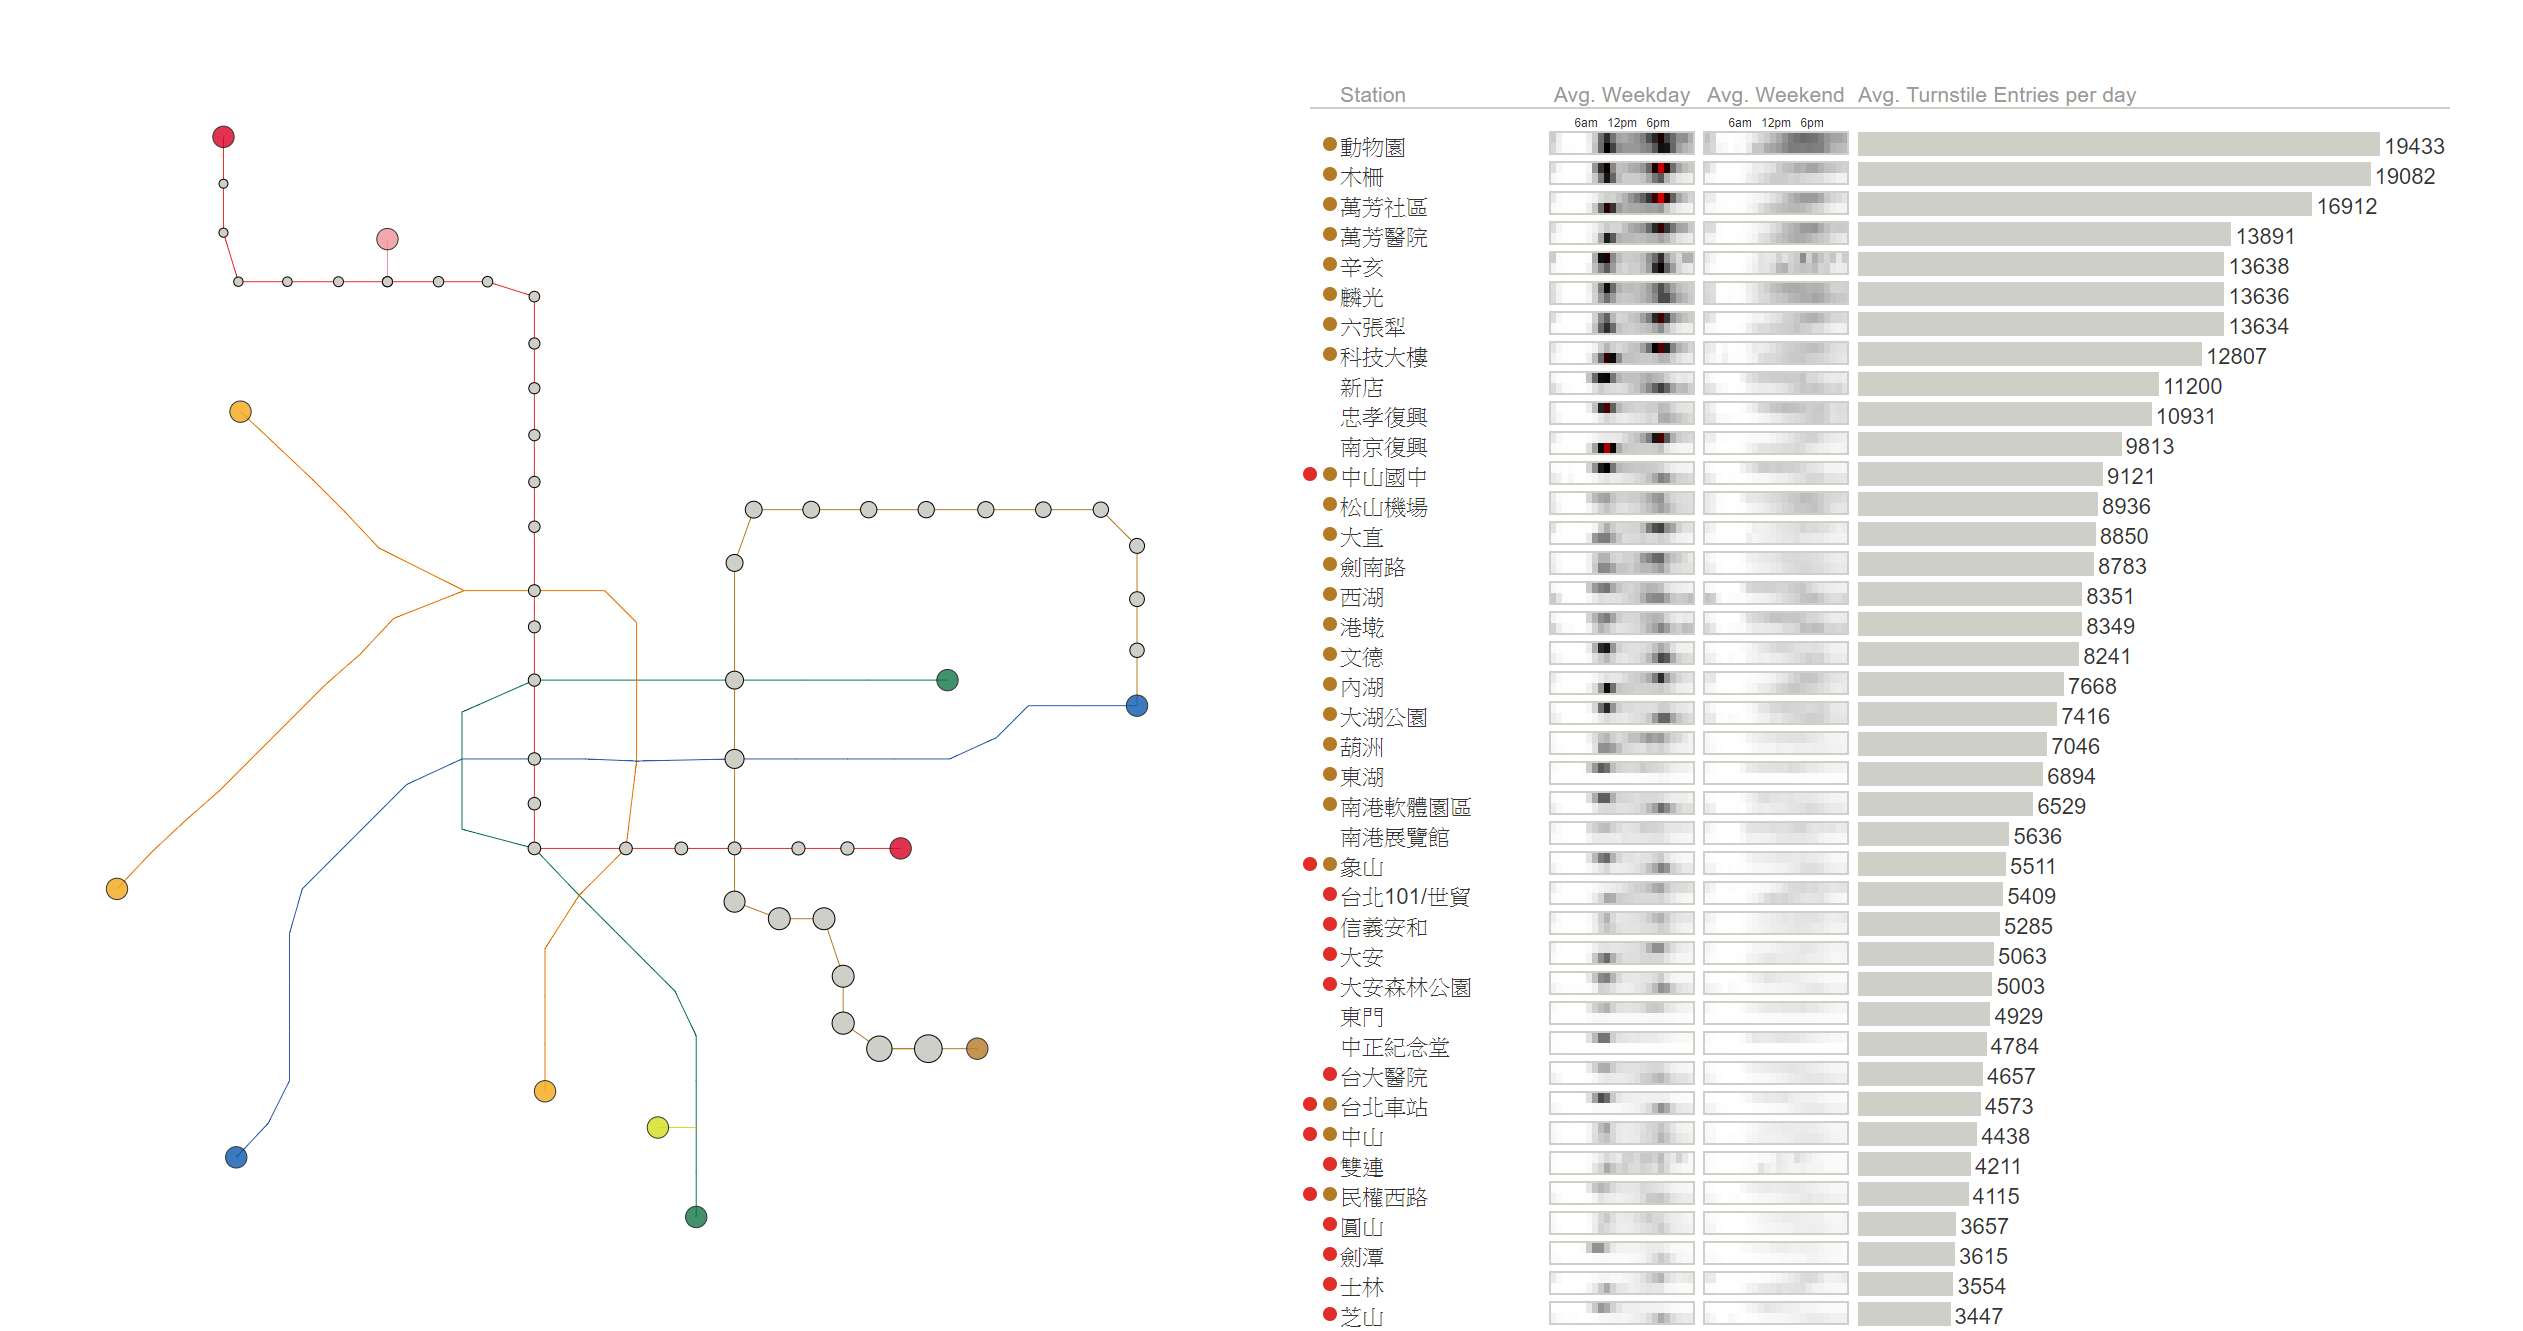 Station Avg. Weekday Avg. Weekend Avg. Turnstile Entries per day
6am 12pm 6pm 6am 12pm 6pm
動物園 19433
木柵 19082
萬芳社區 16912
萬芳醫院 13891
辛亥 13638
麟光 13636
六張犁 13634
科技大樓 12807
新店 11200
忠孝復興 10931
南京復興 9813
中山國中 9121
松山機場 8936
大直 8850
劍南路 8783
西湖 8351
港墘 8349
文德 8241
內湖 7668
大湖公園 7416
葫洲 7046
東湖 6894
南港軟體園區 6529
南港展覽館 5636
象山 5511
台北101/世貿 5409
信義安和 5285
大安 5063
大安森林公園 5003
東門 4929
中正紀念堂 4784
台大醫院 4657
台北車站 4573
中山 4438
雙連 4211
民權西路 4115
圓山 3657
劍潭 3615
士林 3554
芝山 3447